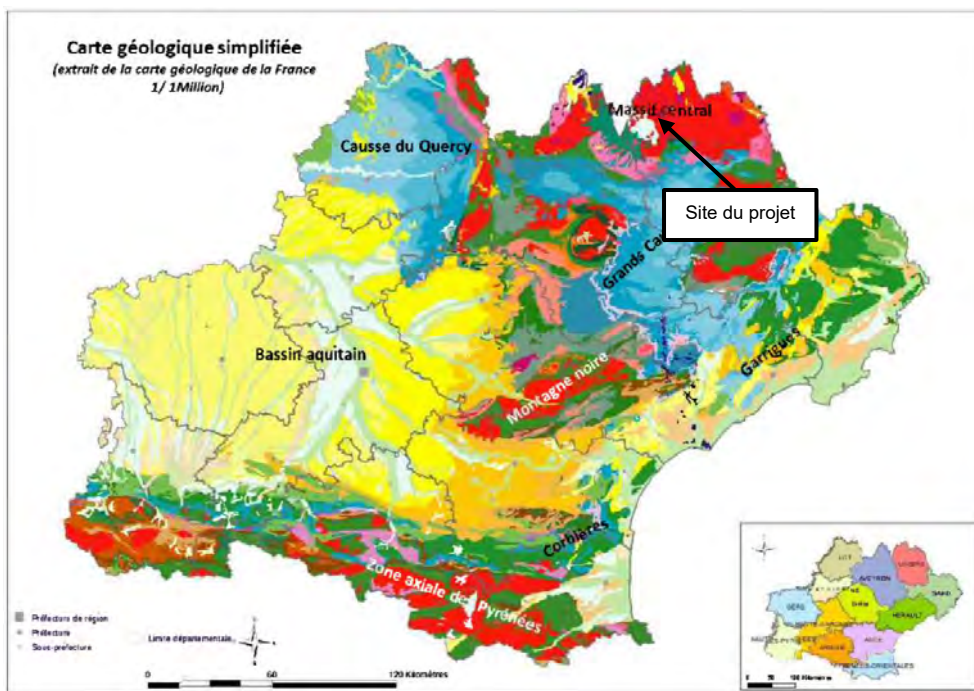 Carte géologique simplifiée
(extrait de la carte géologique de la France
1/ 1Million)
Massif central
Causse du Quercy
Site du projet
Grands Ca
Bassin aquitain
Garrigues
Montagne noire
Corbières
Zone axiale des Pyrénées
Préfecture de région
Préfecture
Sous-préfecture
Limite départementale
0
60
120 Kilomètres
LOT
AVEYRON
GARD
GERS
TARN
HERAULT
AUDE
ARIEGE